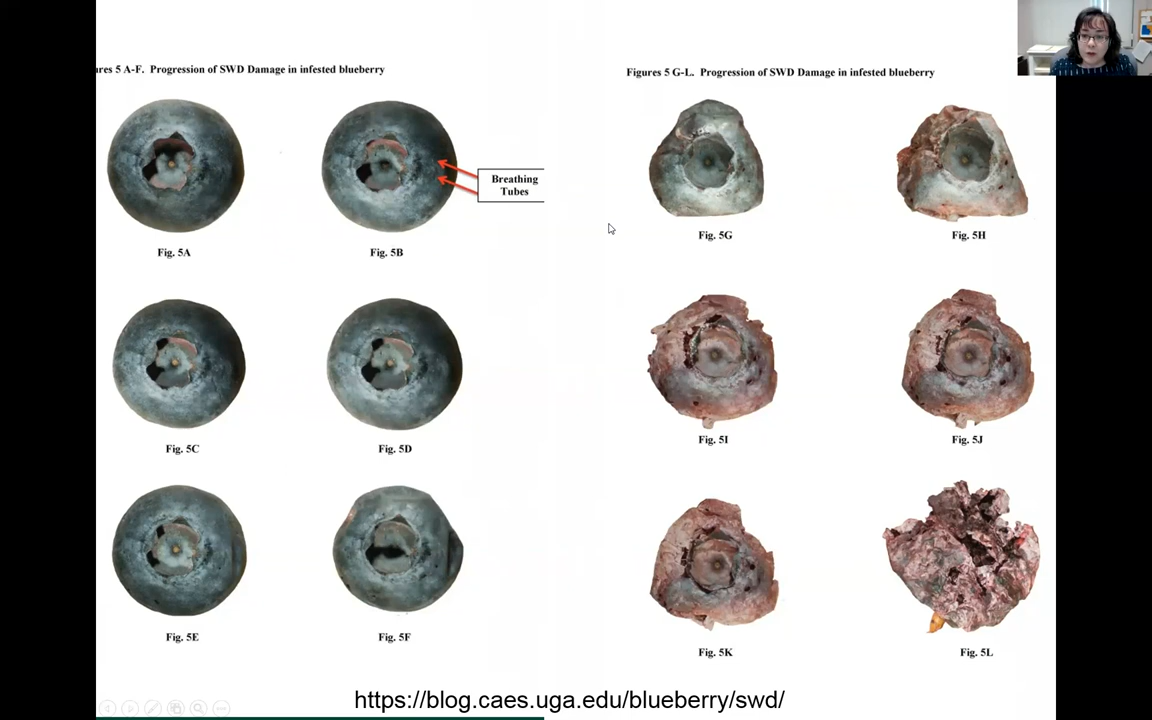 ures 5 A-F. Progression of SWD Damage in infested blueberry
Breathing
Tubes
Fig. 5A
Fig. 5B
Fig. 5C
Fig. 5D
Fig. 5E
Fig. 5F
Figures 5 G-L. Progression of SWD Damage in infested blueberry
Fig. 5G
Fig. 5H
Fig. 5I
Fig. 5J
Fig. 5K
Fig. 5L
https://blog.caes.uga.edu/blueberry/swd/